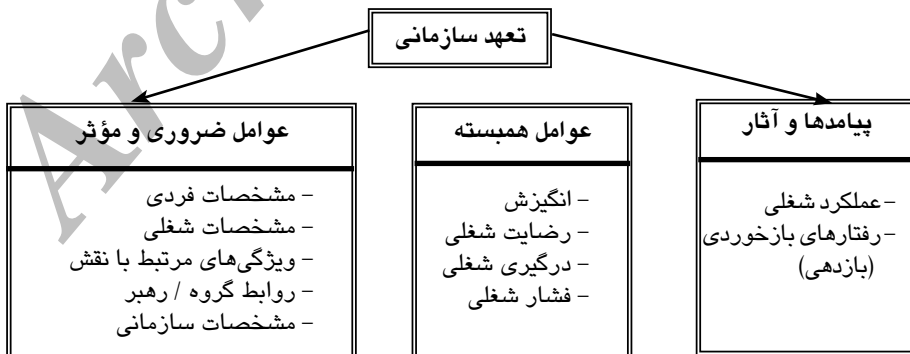 تعهد سازمانی
عوامل ضروری و مؤثر
– مشخصات فردی
– مشخصات شغلی
– ویژگی‌های مرتبط با نقش
– روابط گروه / رهبر
– مشخصات سازمانی
عوامل همبسته
– انگیزش
– رضایت شغلی
– درگیری شغلی
– فشار شغلی
پیامدها و آثار
–عملکرد شغلی
–رفتارهای بازخوردی
(بازدهی)
Arc